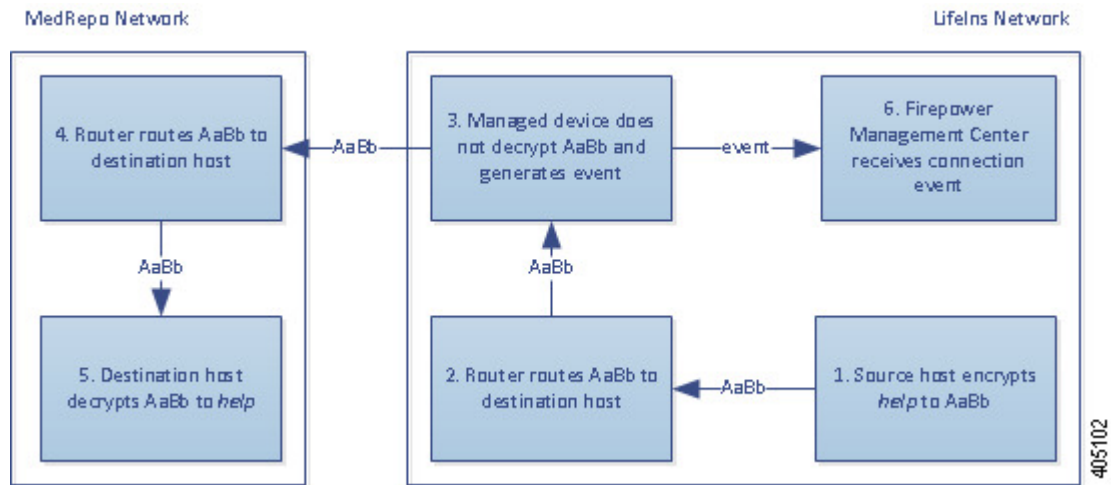 MedRepo Network
LifeIns Network
4. Router routes AaBb to
destination host
AaBb
3. Managed device does
not decrypt AaBb and
generates event
event
6. Firepower
Management Center
receives connection
event
AaBb
AaBb
5. Destination host
decrypts AaBb to help
2. Router routes AaBb to
destination host
AaBb
1. Source host encrypts
help to AaBb
405102